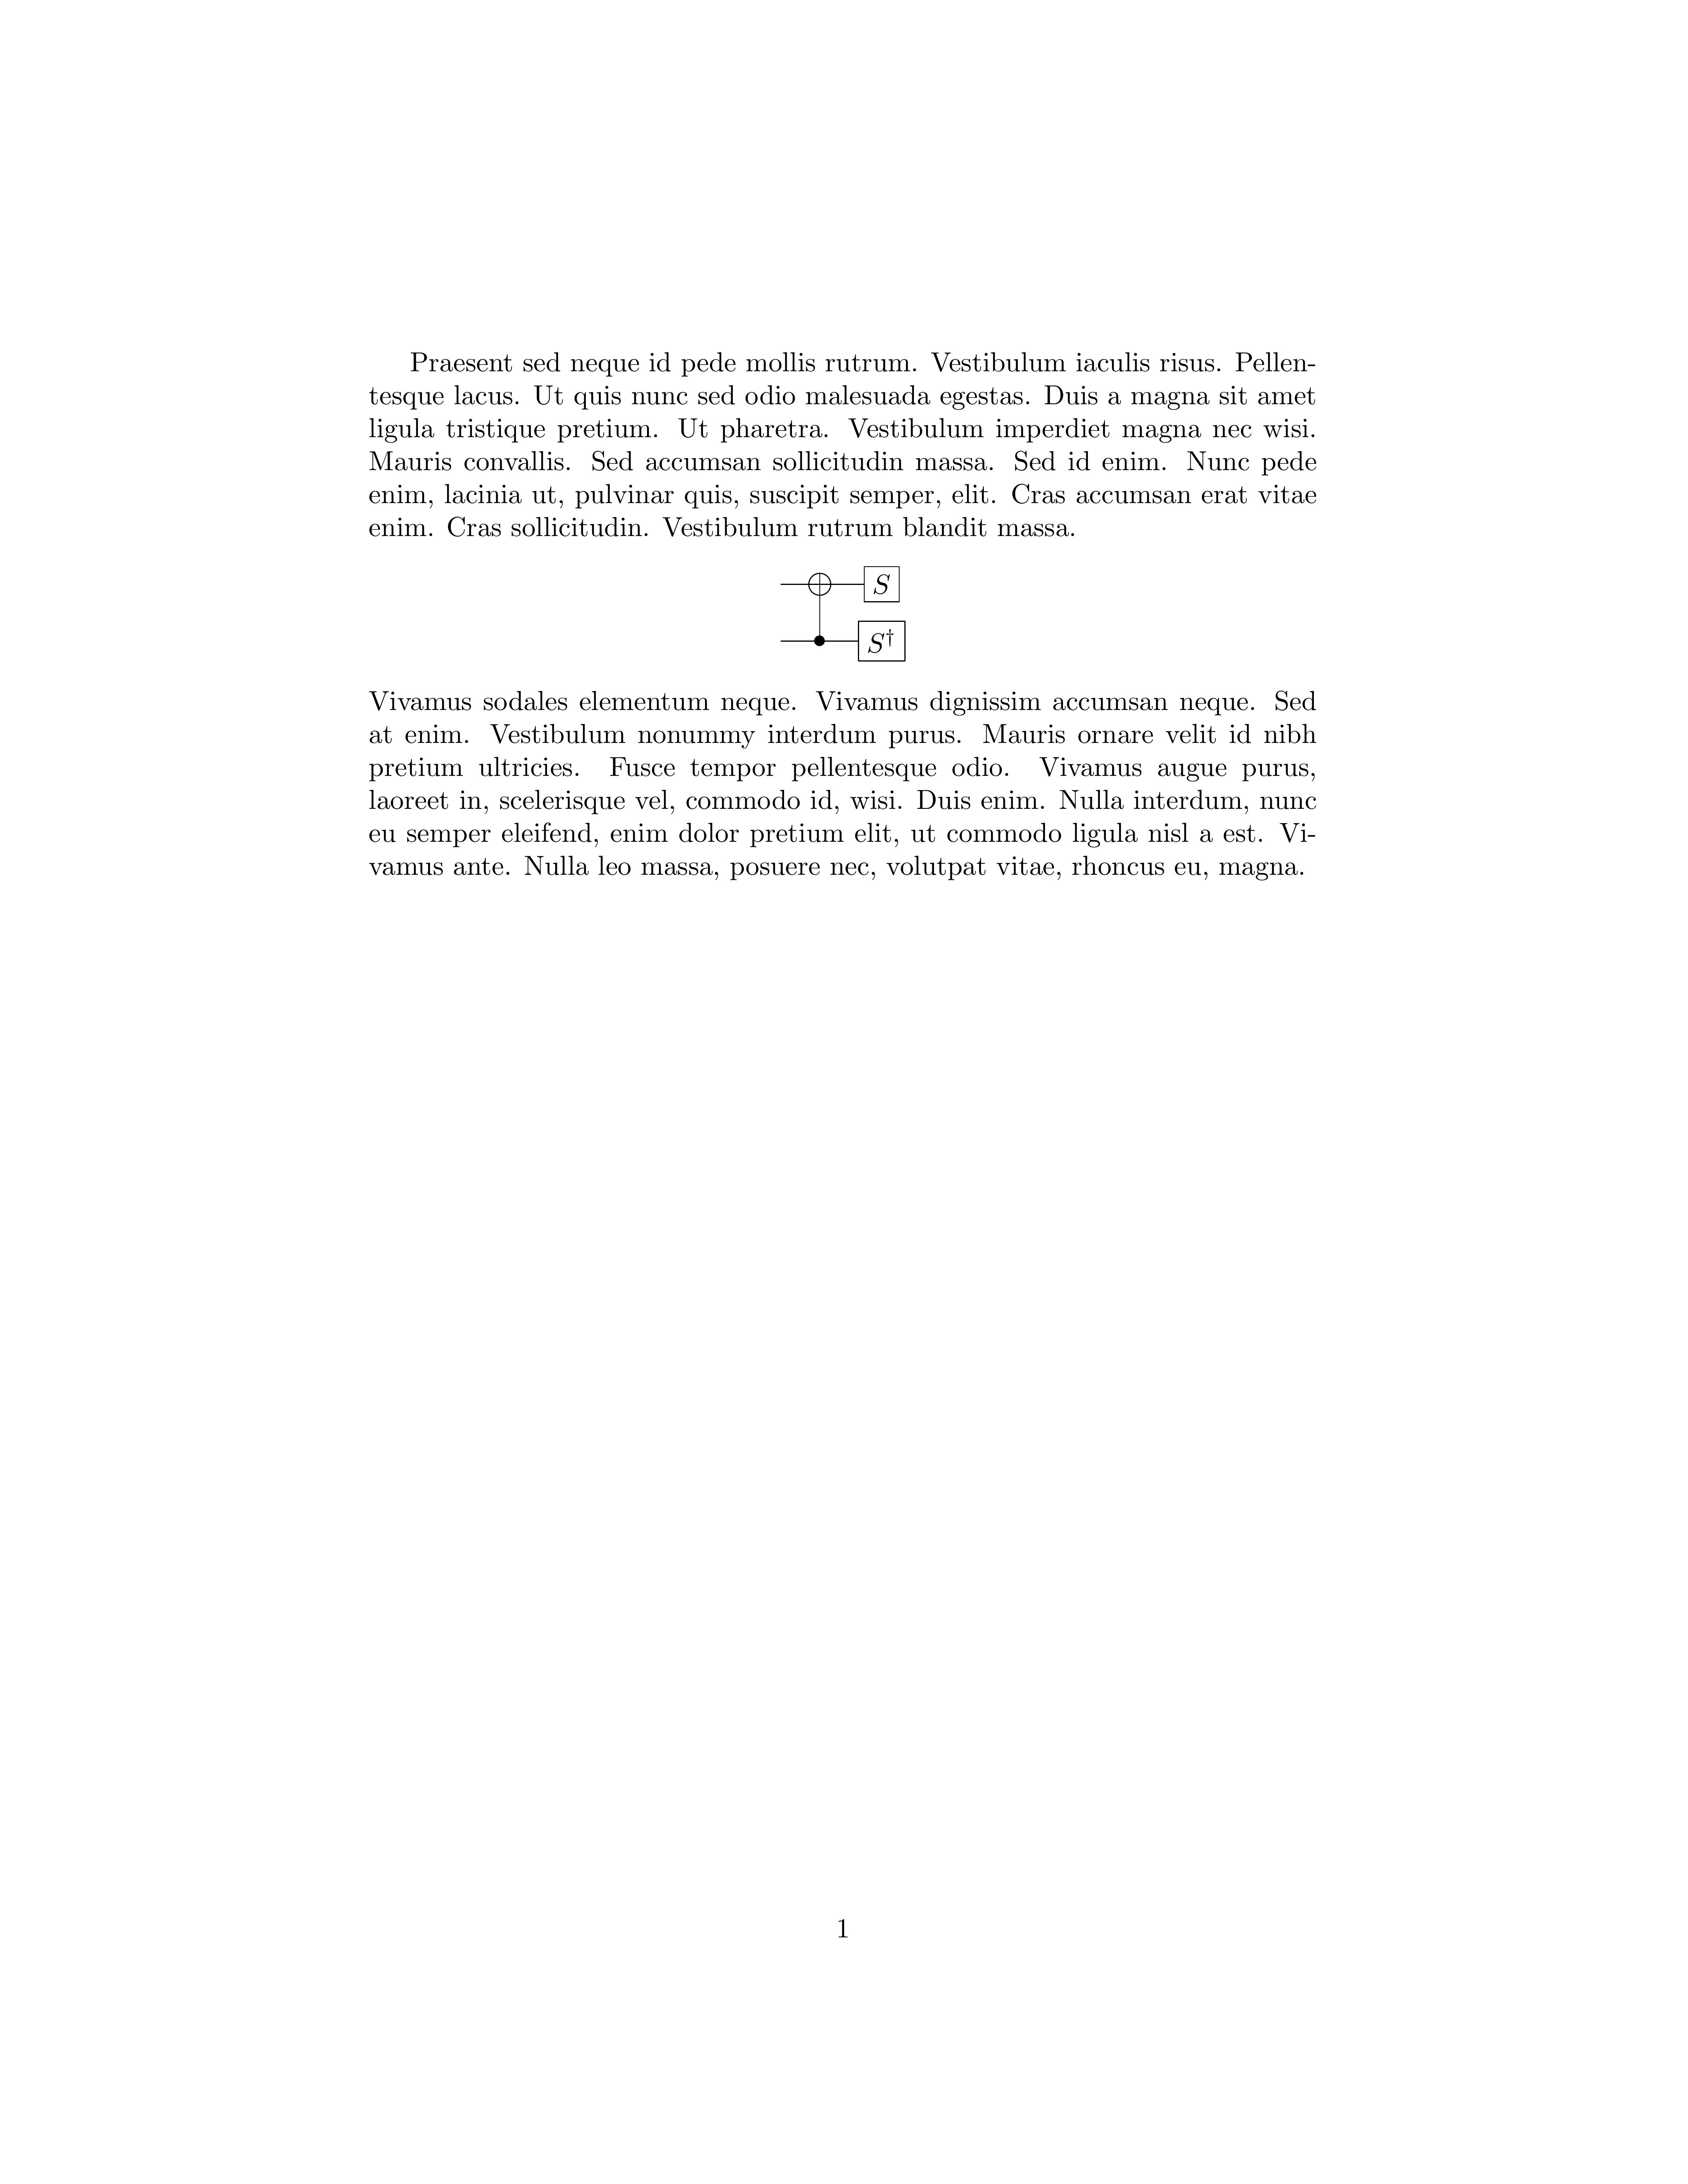 Praesent sed neque id pede mollis rutrum. Vestibulum iaculis risus. Pellen-
tesque lacus. Ut quis nunc sed odio malesuada egestas. Duis a magna sit amet
ligula tristique pretium. Ut pharetra. Vestibulum imperdiet magna nec wisi.
Mauris convallis. Sed accumsan sollicitudin massa. Sed id enim. Nunc pede
enim, lacinia ut, pulvinar quis, suscipit semper, elit. Cras accumsan erat vitae
enim. Cras sollicitudin. Vestibulum rutrum blandit massa.
S
S†
Vivamus sodales elementum neque. Vivamus dignissim accumsan neque. Sed
at enim. Vestibulum nonummy interdum purus. Mauris ornare velit id nibh
pretium ultricies. Fusce tempor pellentesque odio. Vivamus augue purus,
laoreet in, scelerisque vel, commodo id, wisi. Duis enim. Nulla interdum, nunc
eu semper eleifend, enim dolor pretium elit, ut commodo ligula nisl a est. Vi-
vamus ante. Nulla leo massa, posuere nec, volutpat vitae, rhoncus eu, magna.
1